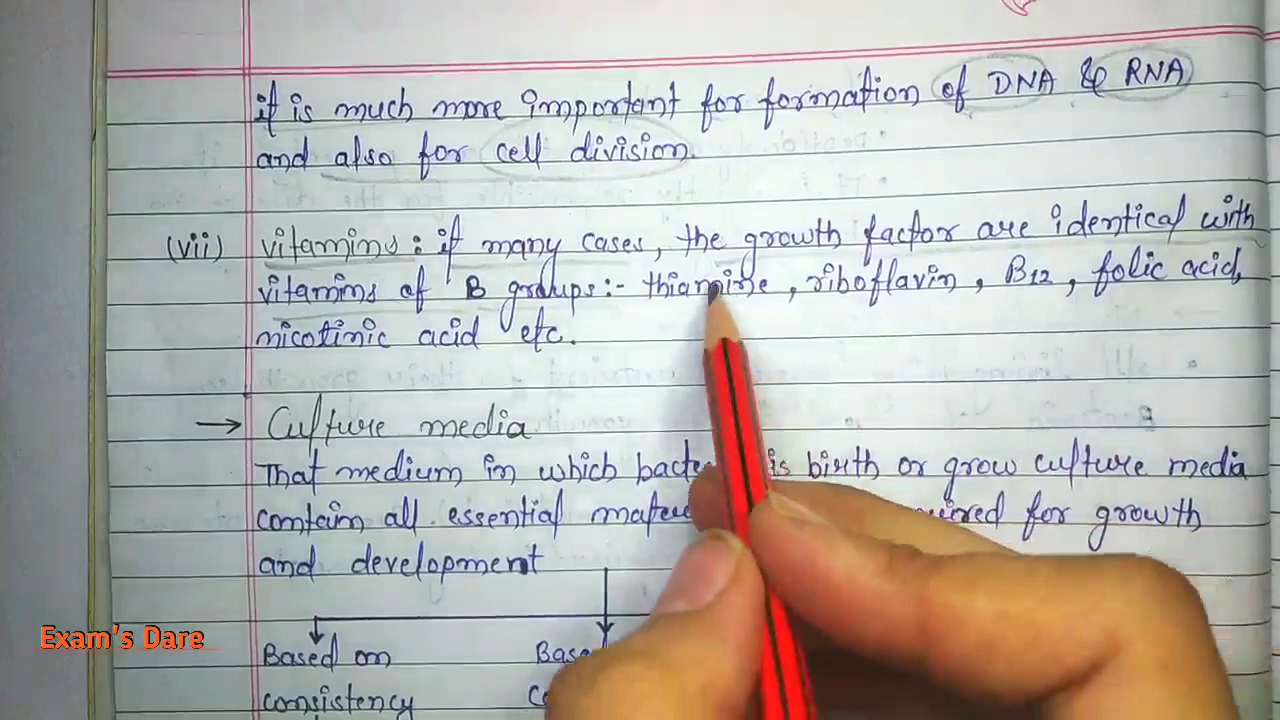 it is much more important for formation of DNA & RNA
and also for cell division.
(vii) vitamins : if many cases, the growth factor are identical with
vitamins of B groups :- thiamine, riboflavin, B12, folic acid,
nicotinic acid etc.
→ Culture media
That medium in which is birth or grow culture media
contain all essential for growth
and development
Exam's Dare
Based on
consistency